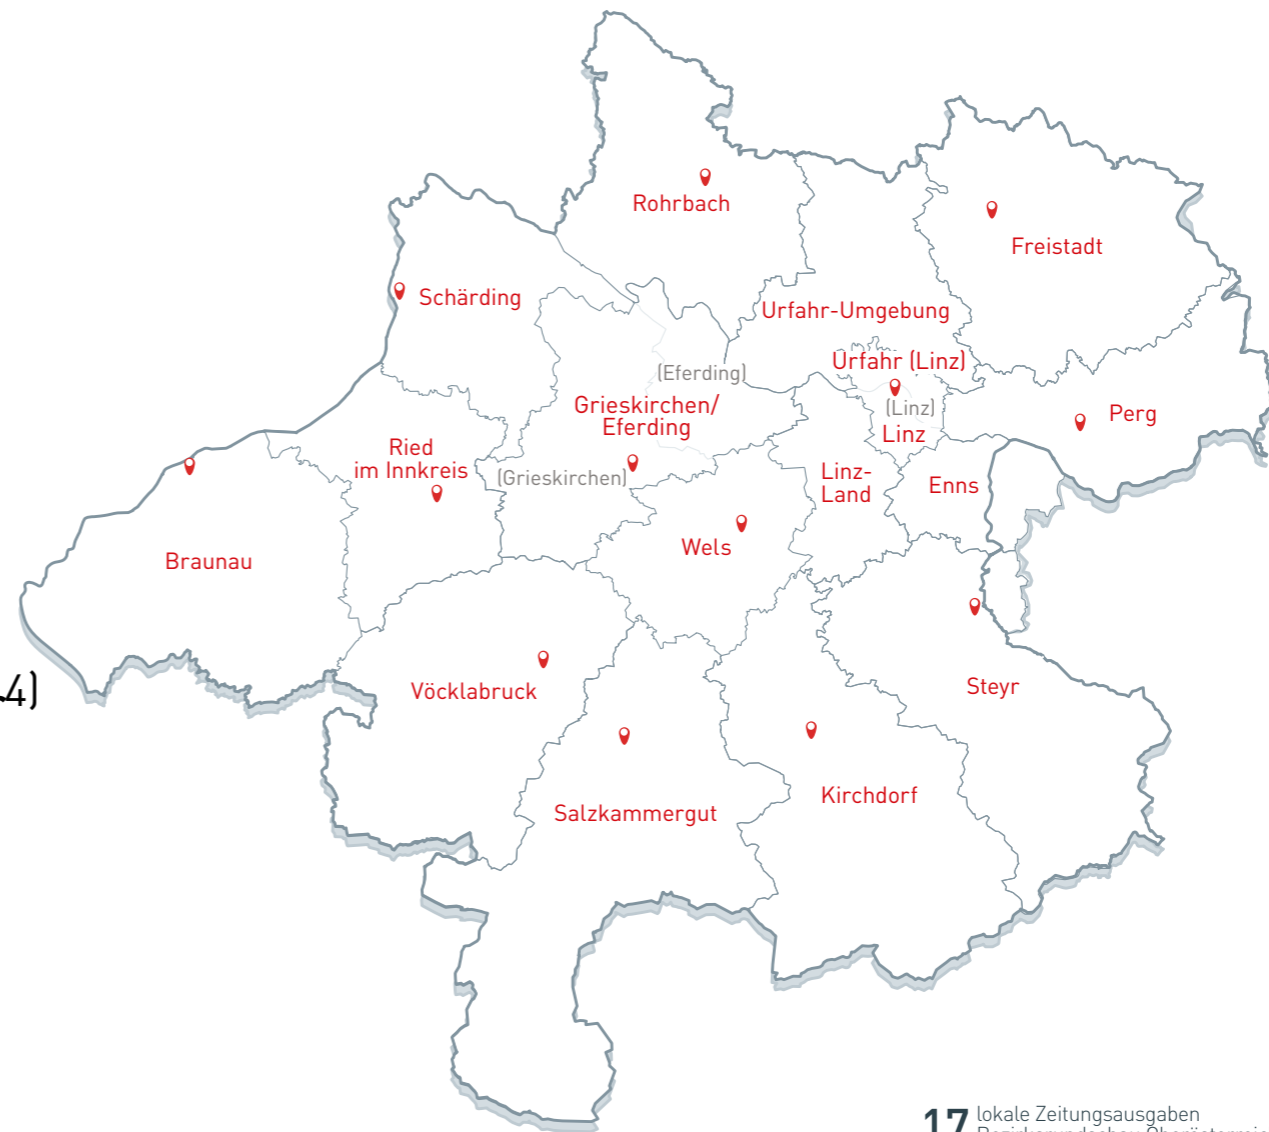 Rohrbach
Freistadt
Schärding
Urfahr-Umgebung
Urfahr (Linz)
(Eferding)
Grieskirchen/
Eferding
(Linz)
Linz
Perg
Ried
im Innkreis
(Grieskirchen)
Linz-
Land
Enns
Wels
Braunau
Vöcklabruck
Steyr
4)
Kirchdorf
Salzkammergut
17 lokale Zeitungsausgaben